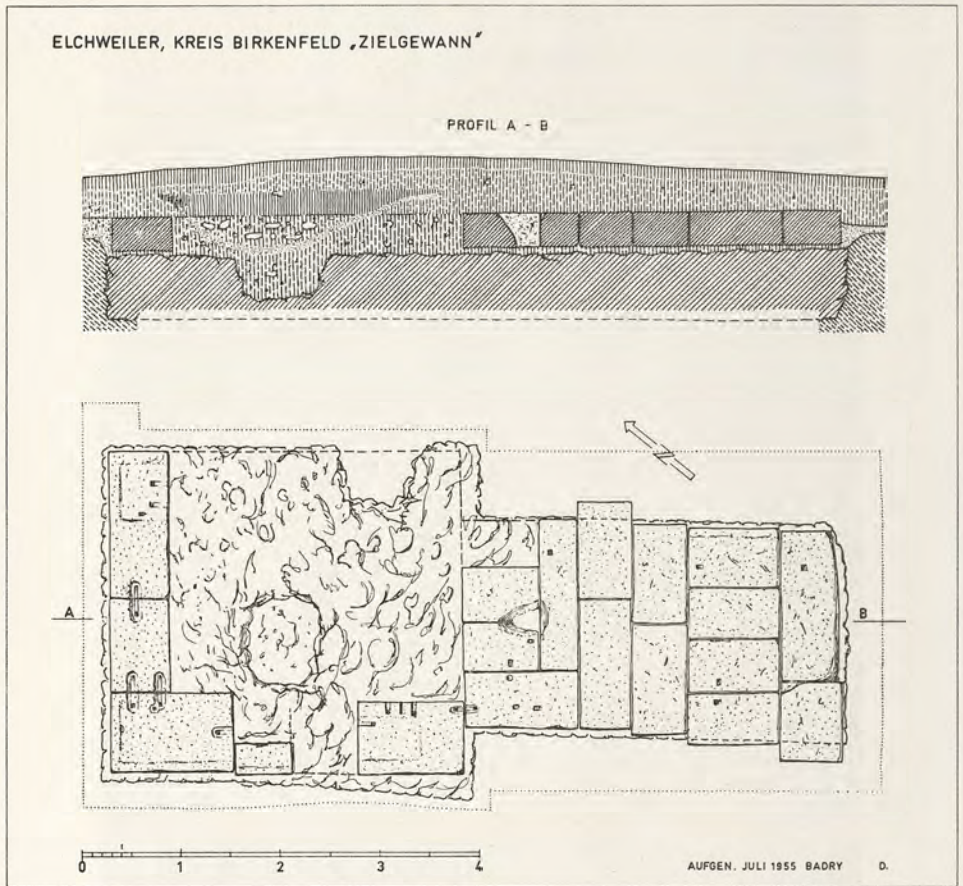 ELCHWEILER, KREIS BIRKENFELD „ZIELGEWANN"
PROFIL A - B
A
B
0 1 2 3 4
AUFGEN. JULI 1955 BADRY D.